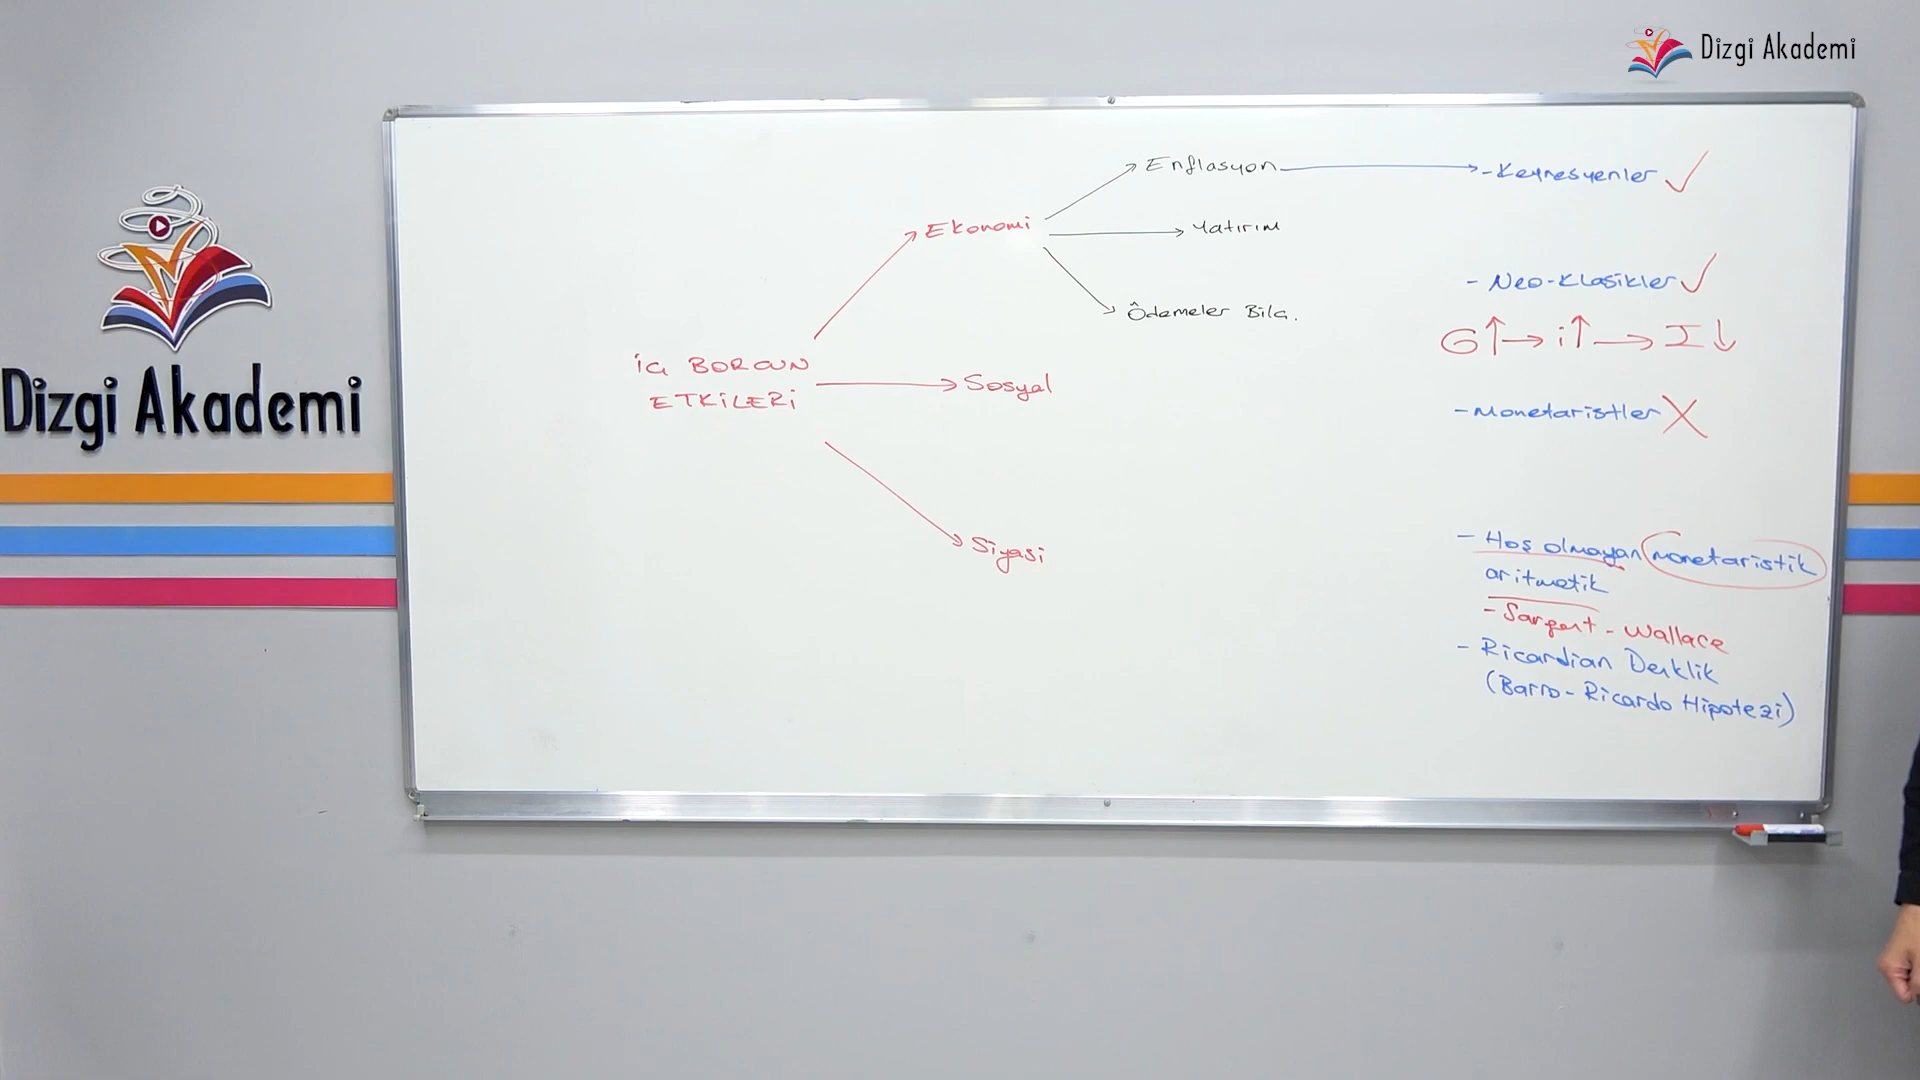 Dizgi Akademi
Dizgi Akademi
İÇ BORCUN
ETKİLERİ
Ekonomi
Sosyal
Siyasi
Enflasyon
Yatırım
Ödemeler Bila.
- Keynesyenler ✓
- Neo-Klasikler ✓
G↑ → i↑ → I↓
- Monetaristler X
- Hoş olmayan monetaristik
aritmetik
- Sargent - Wallace
- Ricardian Denklik
(Barro - Ricardo Hipotezi)